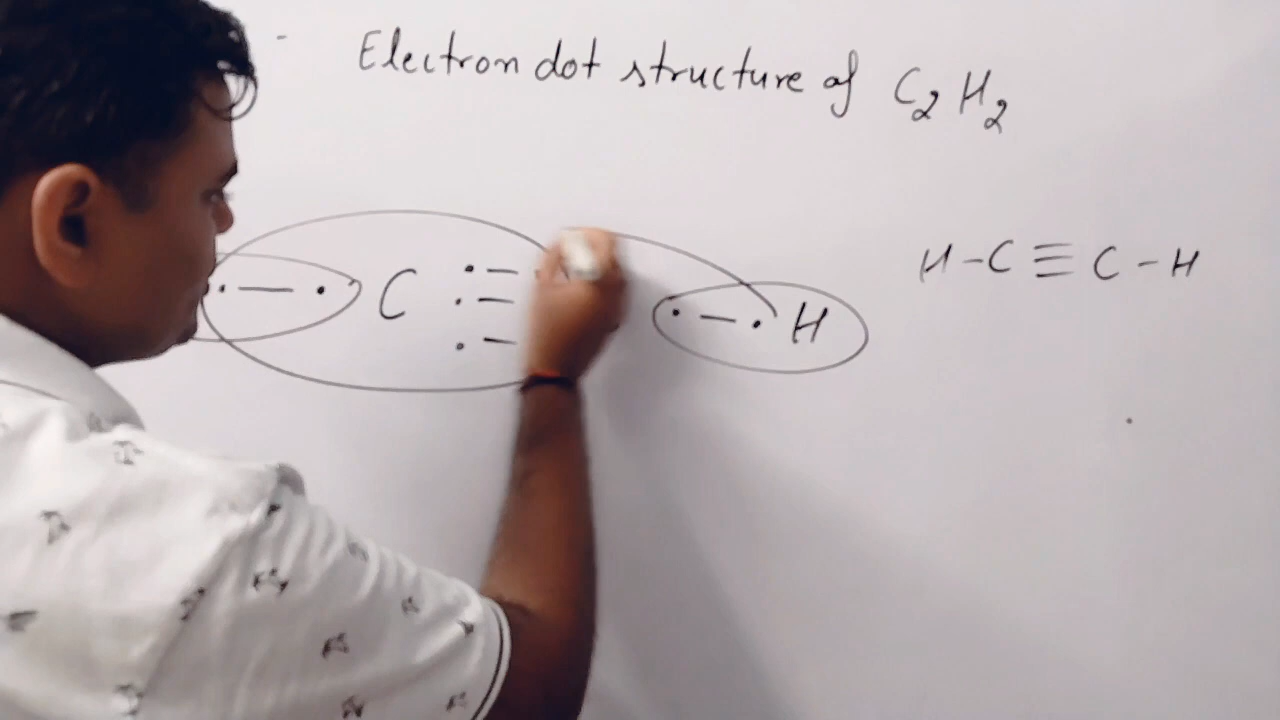 Electron dot structure of C₂H₂
H-C≡C-H
·-· C :- :- :- ·-· H